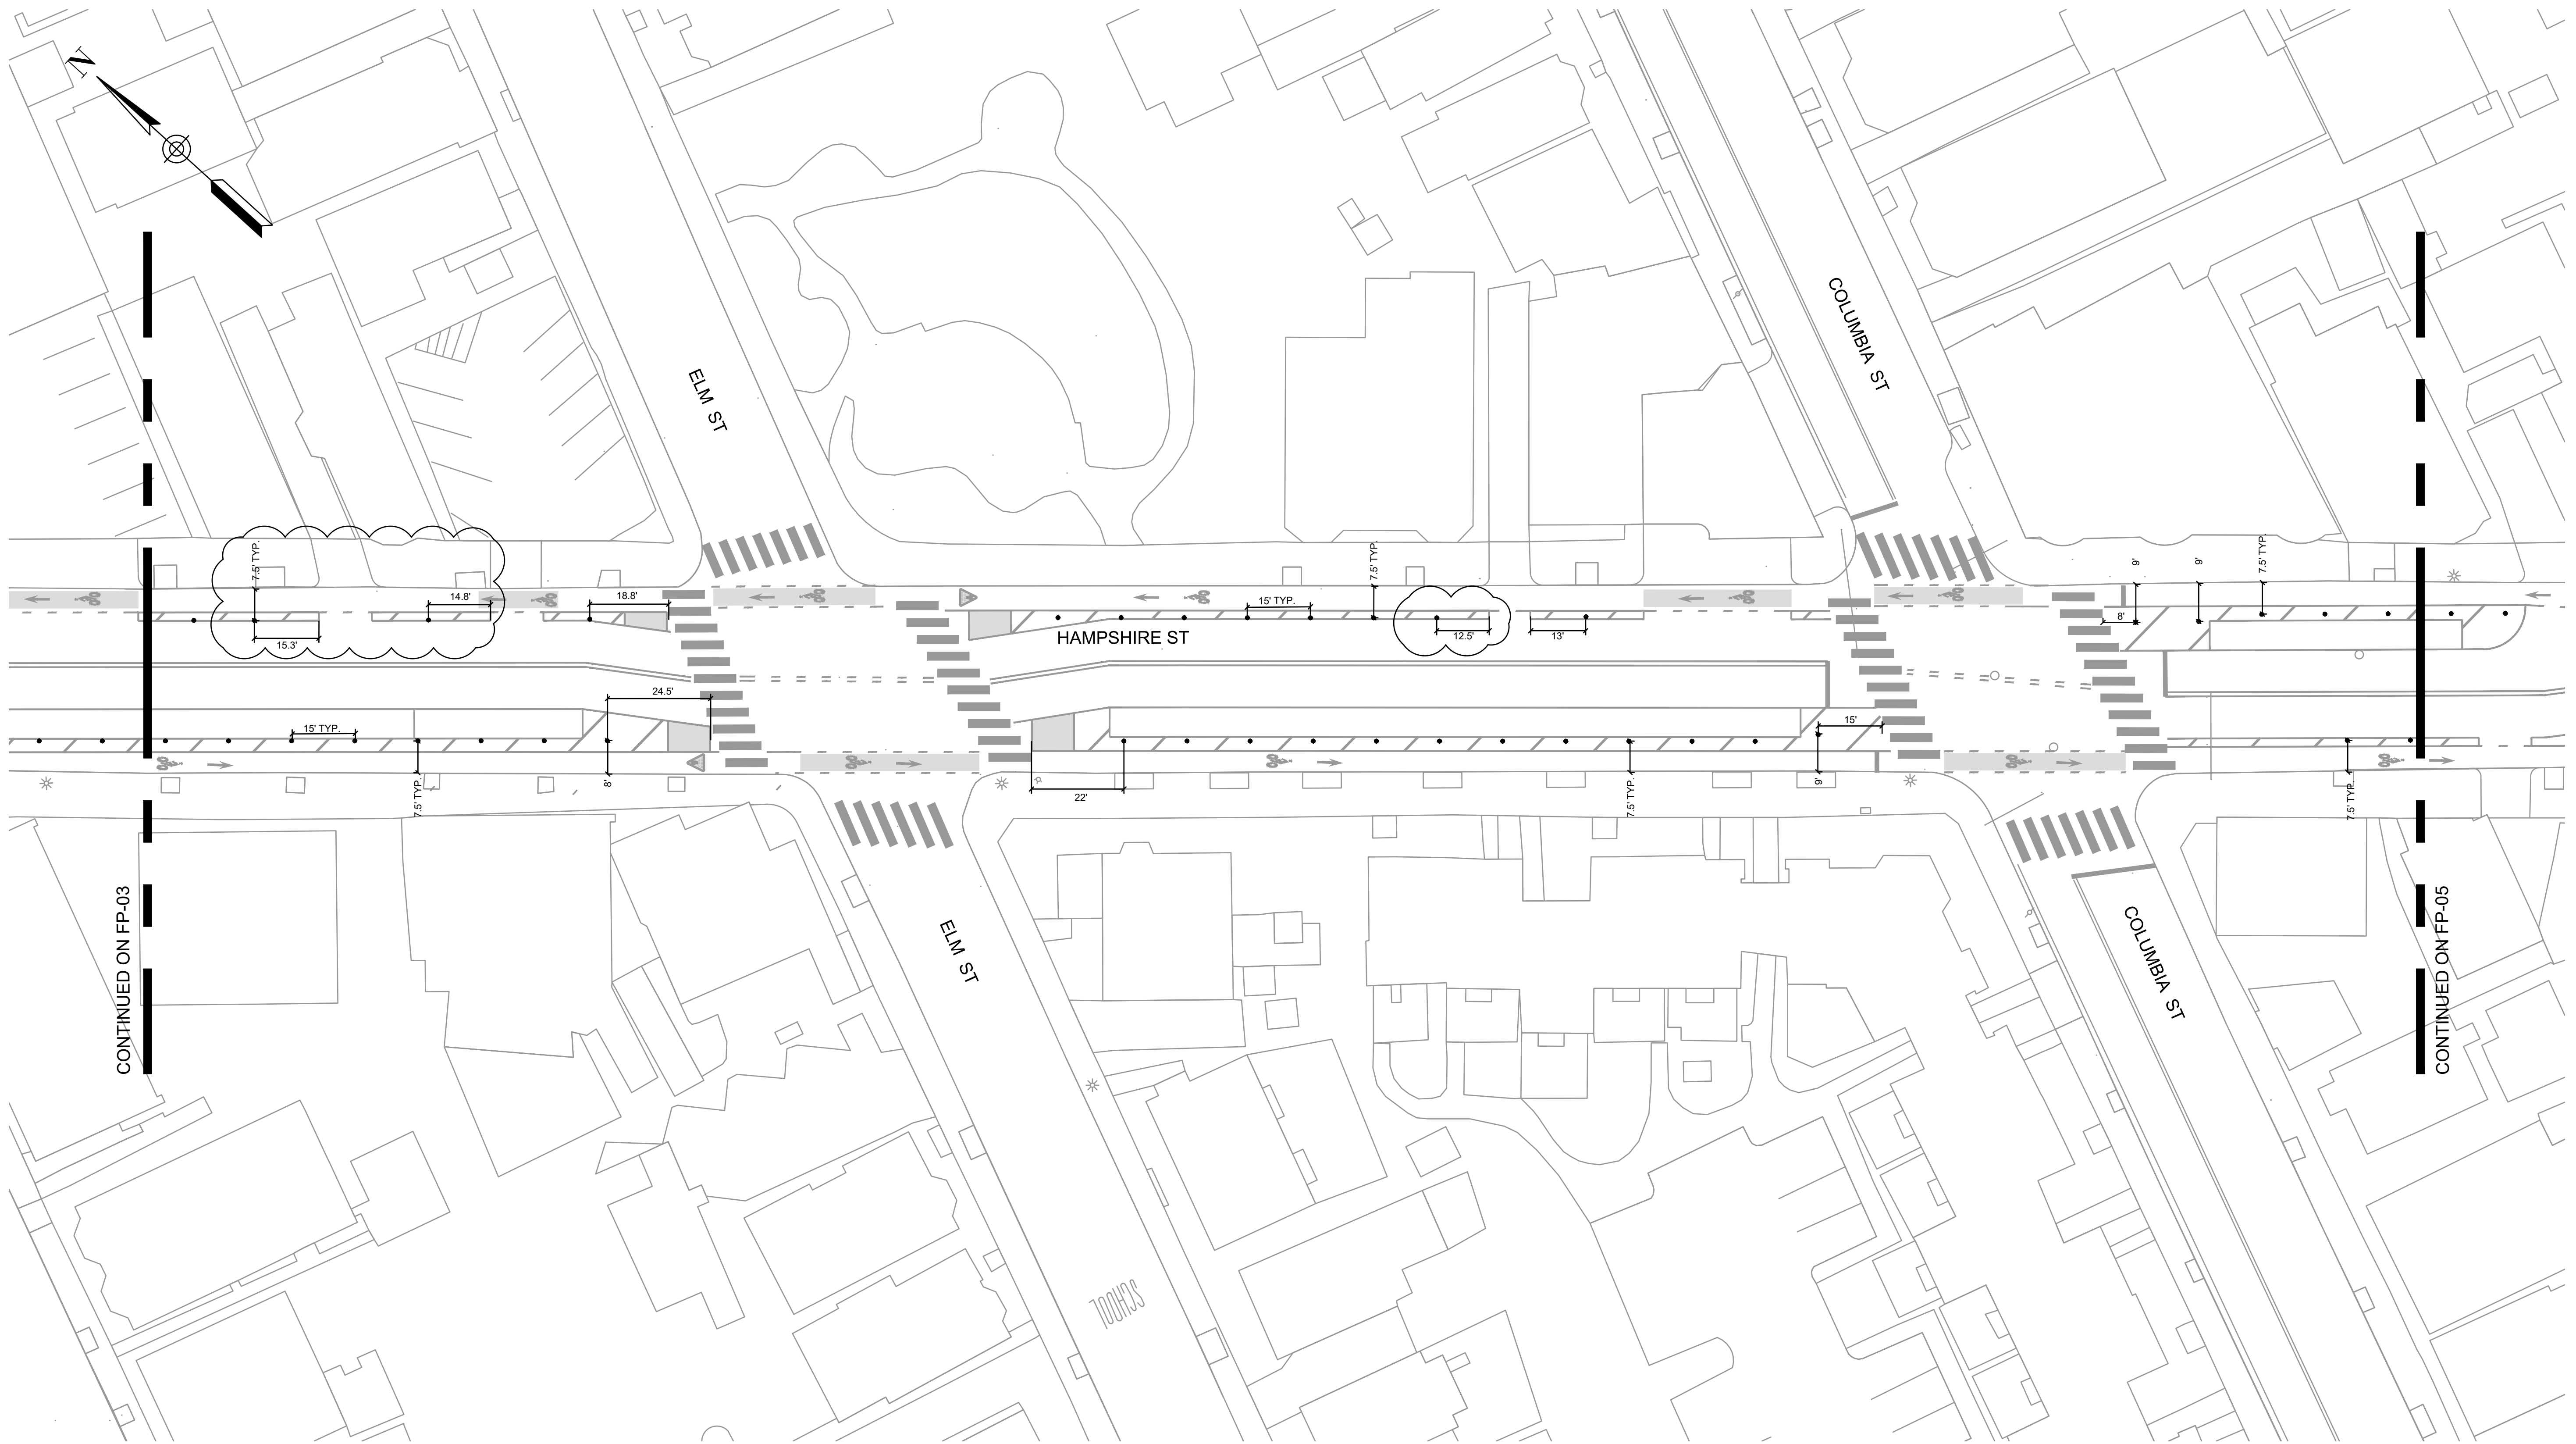 N
ELM ST
COLUMBIA ST
7.5' TYP.
14.8'
18.8'
15.3'
15' TYP.
7.5' TYP.
12.5'
13'
HAMPSHIRE ST
9'
9'
7.5' TYP.
8'
24.5'
15' TYP.
7.5' TYP.
8'
22'
7.5' TYP.
15'
9'
7.5' TYP.
CONTINUED ON FP-03
ELM ST
COLUMBIA ST
CONTINUED ON FP-05
SCHOOL